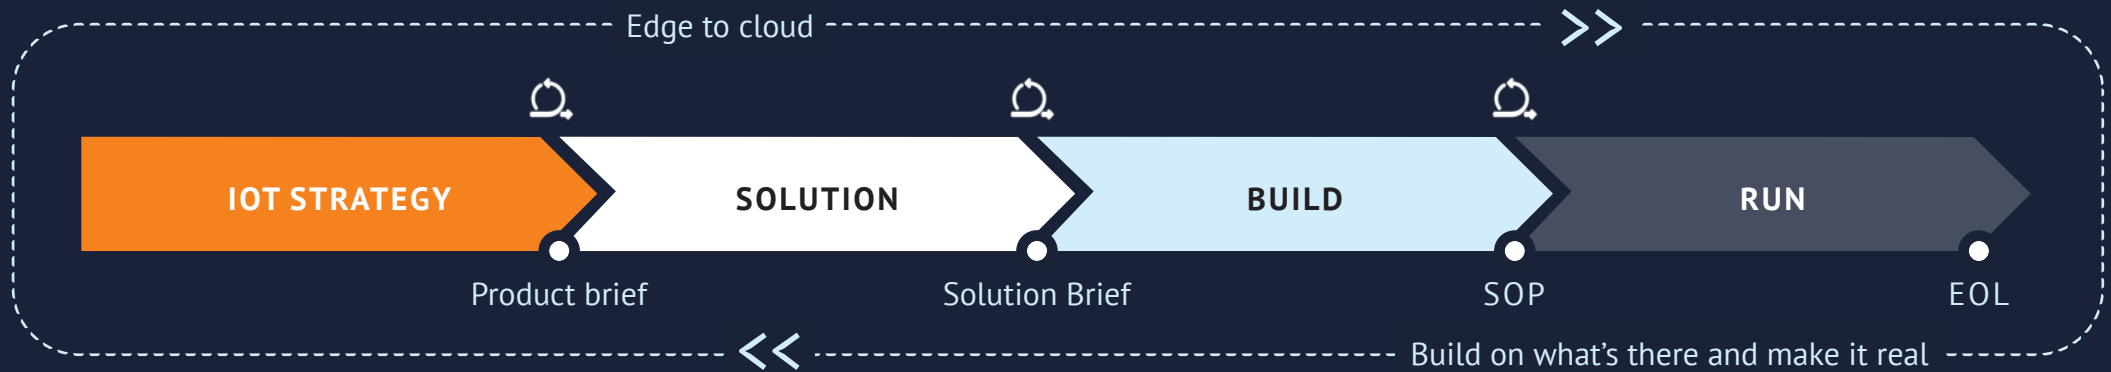 Edge to cloud
IOT STRATEGY
SOLUTION
BUILD
RUN
Product brief
Solution Brief
SOP
EOL
Build on what’s there and make it real